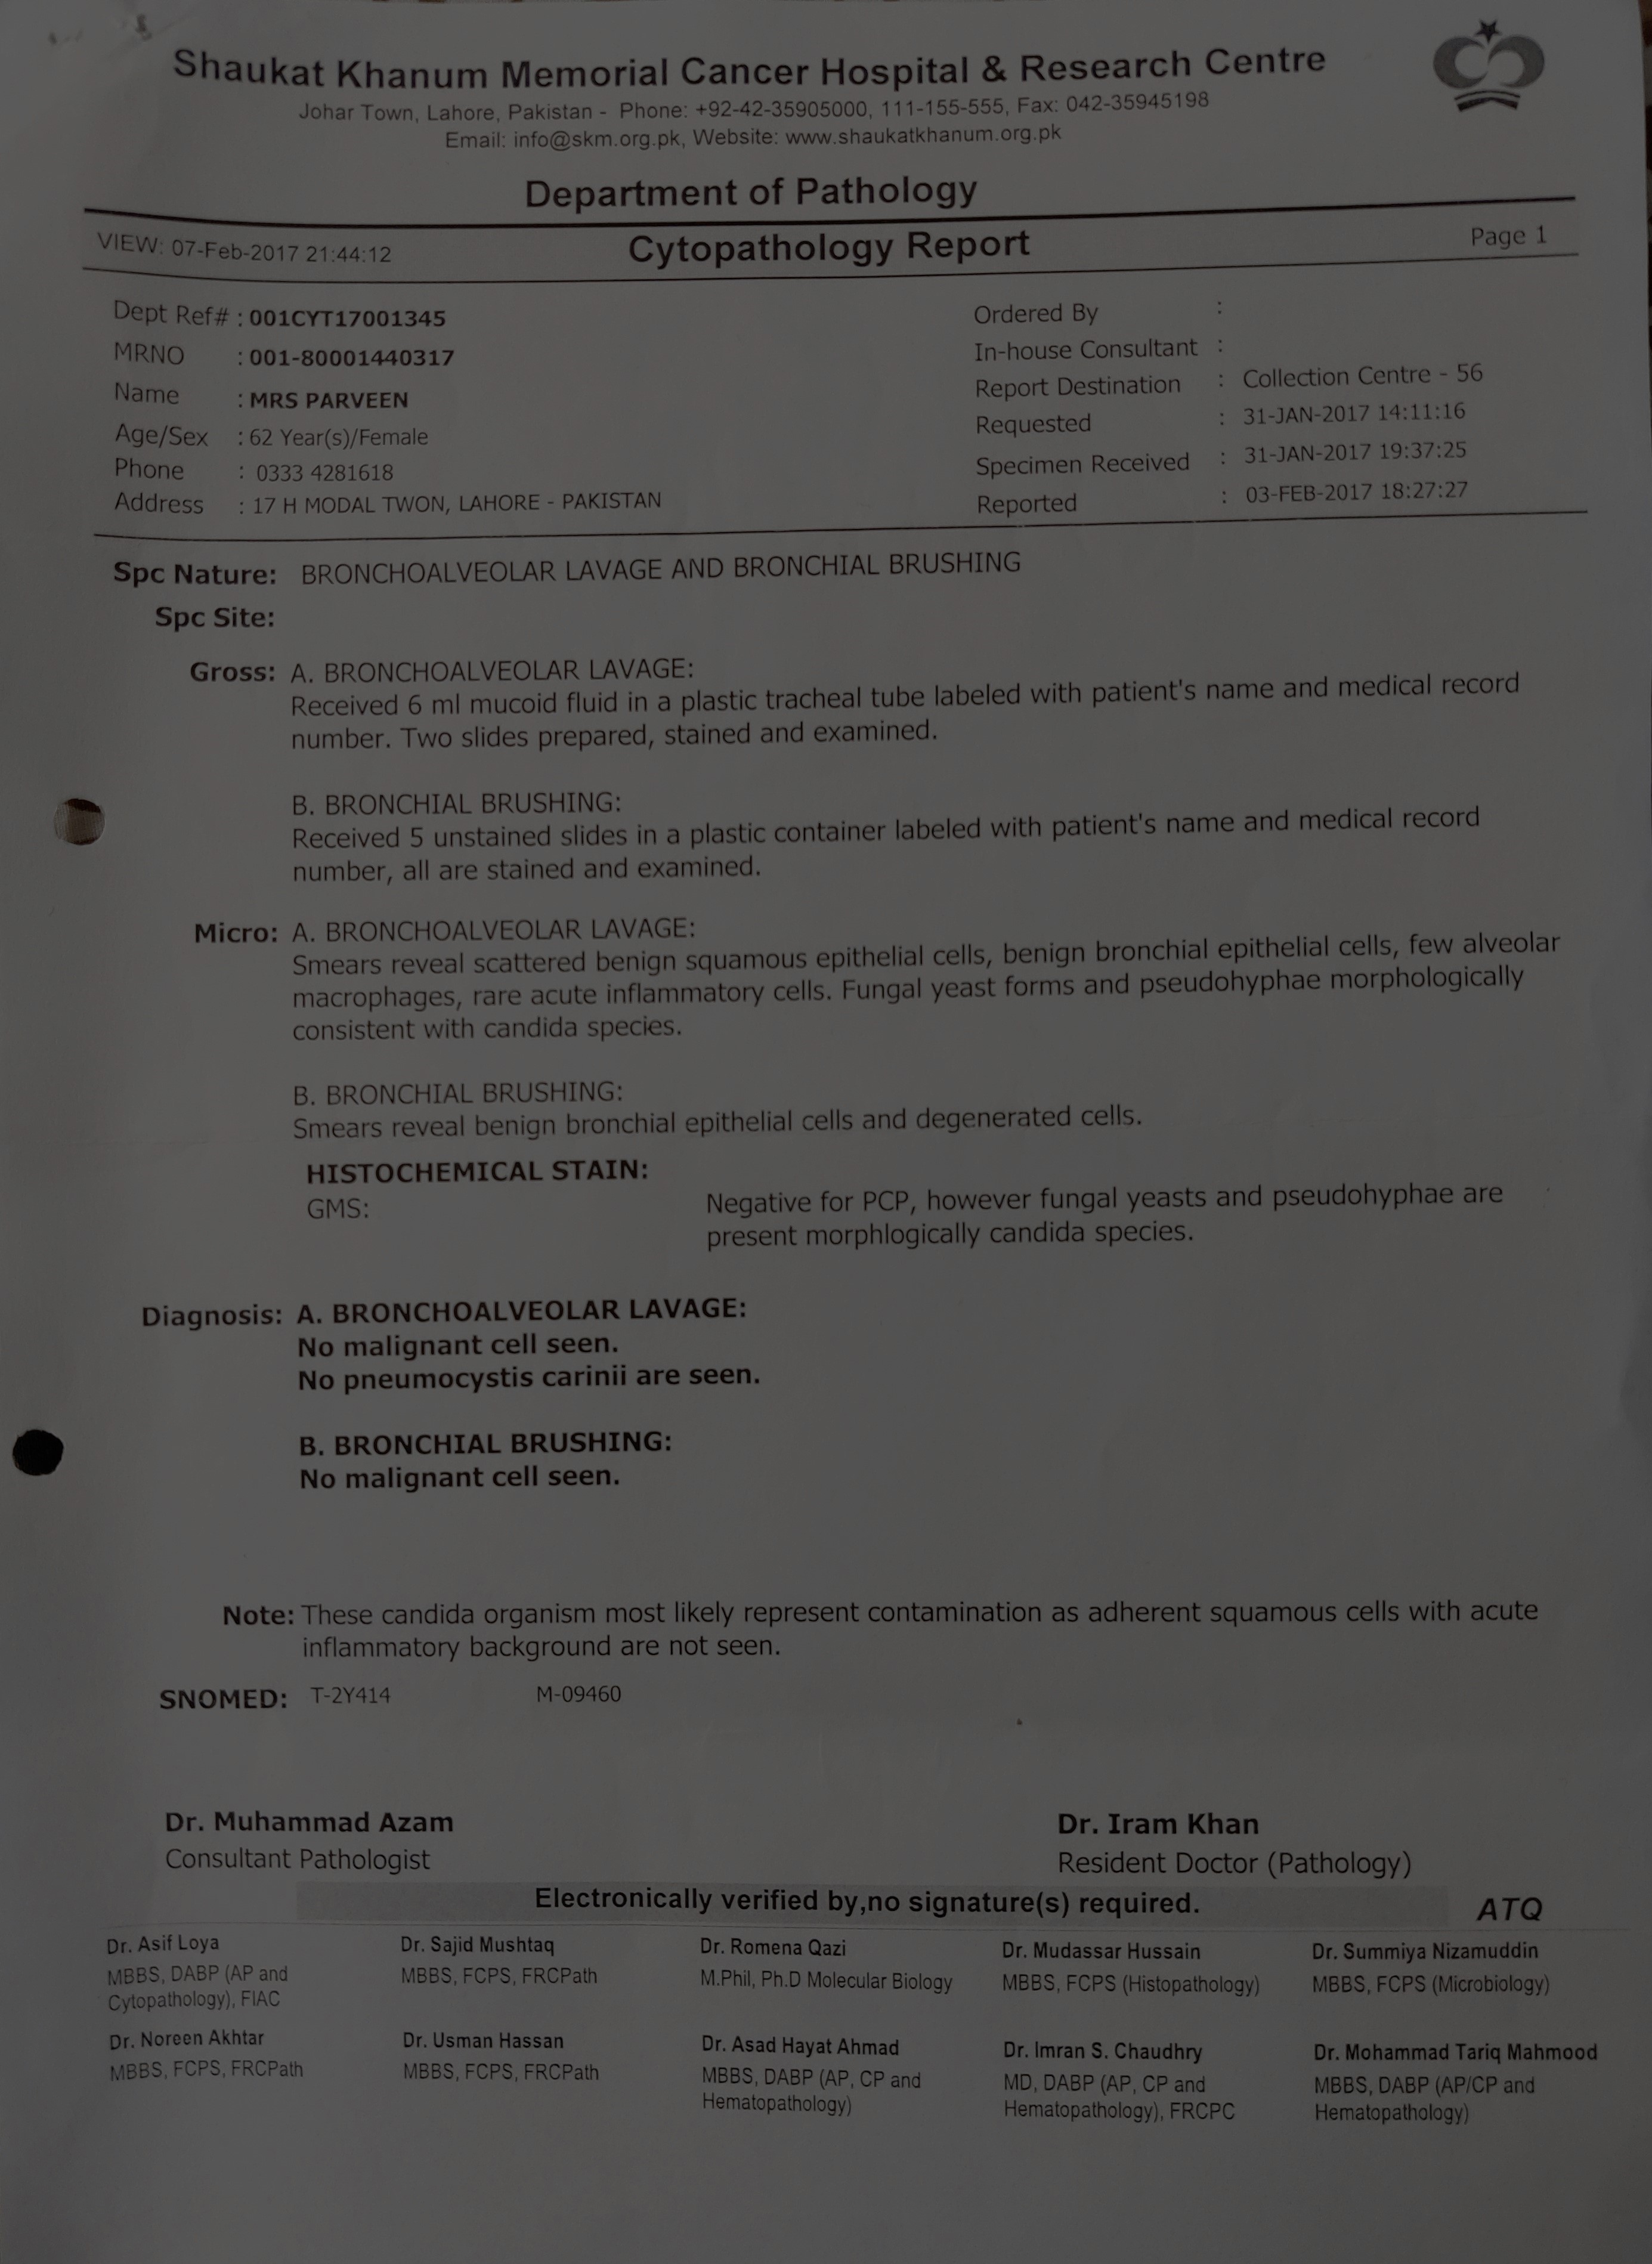 Shaukat Khanum Memorial Cancer Hospital & Research Centre
Johar Town, Lahore, Pakistan - Phone: +92-42-35905000, 111-155-555, Fax: 042-35945198
Email: info@skm.org.pk, Website: www.shaukatkhanum.org.pk
Department of Pathology
VIEW: 07-Feb-2017 21:44:12 Cytopathology Report Page 1
Dept Ref# : 001CYT17001345 Ordered By :
MRNO : 001-80001440317 In-house Consultant :
Name : MRS PARVEEN Report Destination : Collection Centre - 56
Age/Sex : 62 Year(s)/Female Requested : 31-JAN-2017 14:11:16
Phone : 0333 4281618 Specimen Received : 31-JAN-2017 19:37:25
Address : 17 H MODAL TWON, LAHORE - PAKISTAN Reported : 03-FEB-2017 18:27:27
Spc Nature: BRONCHOALVEOLAR LAVAGE AND BRONCHIAL BRUSHING
Spc Site:
Gross: A. BRONCHOALVEOLAR LAVAGE:
Received 6 ml mucoid fluid in a plastic tracheal tube labeled with patient's name and medical record
number. Two slides prepared, stained and examined.
B. BRONCHIAL BRUSHING:
Received 5 unstained slides in a plastic container labeled with patient's name and medical record
number, all are stained and examined.
Micro: A. BRONCHOALVEOLAR LAVAGE:
Smears reveal scattered benign squamous epithelial cells, benign bronchial epithelial cells, few alveolar
macrophages, rare acute inflammatory cells. Fungal yeast forms and pseudohyphae morphologically
consistent with candida species.
B. BRONCHIAL BRUSHING:
Smears reveal benign bronchial epithelial cells and degenerated cells.
HISTOCHEMICAL STAIN:
GMS: Negative for PCP, however fungal yeasts and pseudohyphae are
present morphlogically candida species.
Diagnosis: A. BRONCHOALVEOLAR LAVAGE:
No malignant cell seen.
No pneumocystis carinii are seen.
B. BRONCHIAL BRUSHING:
No malignant cell seen.
Note: These candida organism most likely represent contamination as adherent squamous cells with acute
inflammatory background are not seen.
SNOMED: T-2Y414 M-09460
Dr. Muhammad Azam Dr. Iram Khan
Consultant Pathologist Resident Doctor (Pathology)
Electronically verified by,no signature(s) required. ATQ
Dr. Asif Loya Dr. Sajid Mushtaq Dr. Romena Qazi Dr. Mudassar Hussain Dr. Summiya Nizamuddin
MBBS, DABP (AP and MBBS, FCPS, FRCPath M.Phil, Ph.D Molecular Biology MBBS, FCPS (Histopathology) MBBS, FCPS (Microbiology)
Cytopathology), FIAC
Dr. Noreen Akhtar Dr. Usman Hassan Dr. Asad Hayat Ahmad Dr. Imran S. Chaudhry Dr. Mohammad Tariq Mahmood
MBBS, FCPS, FRCPath MBBS, FCPS, FRCPath MBBS, DABP (AP, CP and MD, DABP (AP, CP and MBBS, DABP (AP/CP and
Hematopathology) Hematopathology), FRCPC Hematopathology)